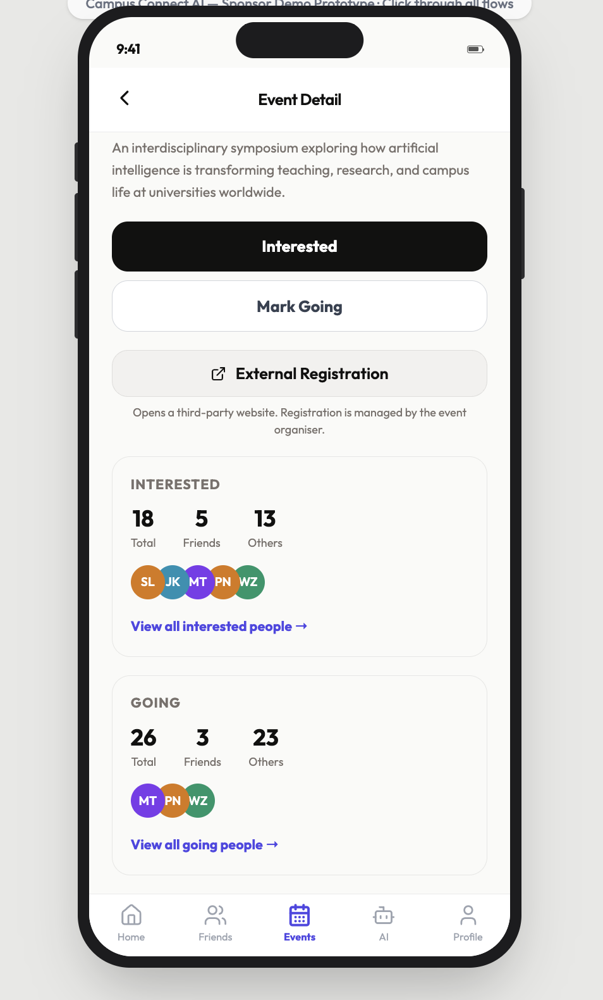 Campus Connect AI — Sponsor Demo Prototype · Click through all flows
9:41
Event Detail
An interdisciplinary symposium exploring how artificial
intelligence is transforming teaching, research, and campus
life at universities worldwide.
Interested
Mark Going
External Registration
Opens a third-party website. Registration is managed by the event
organiser.
INTERESTED
18 5 13
Total Friends Others
SL JK MT PN WZ
View all interested people →
GOING
26 3 23
Total Friends Others
MT PN WZ
View all going people →
Home Friends Events AI Profile